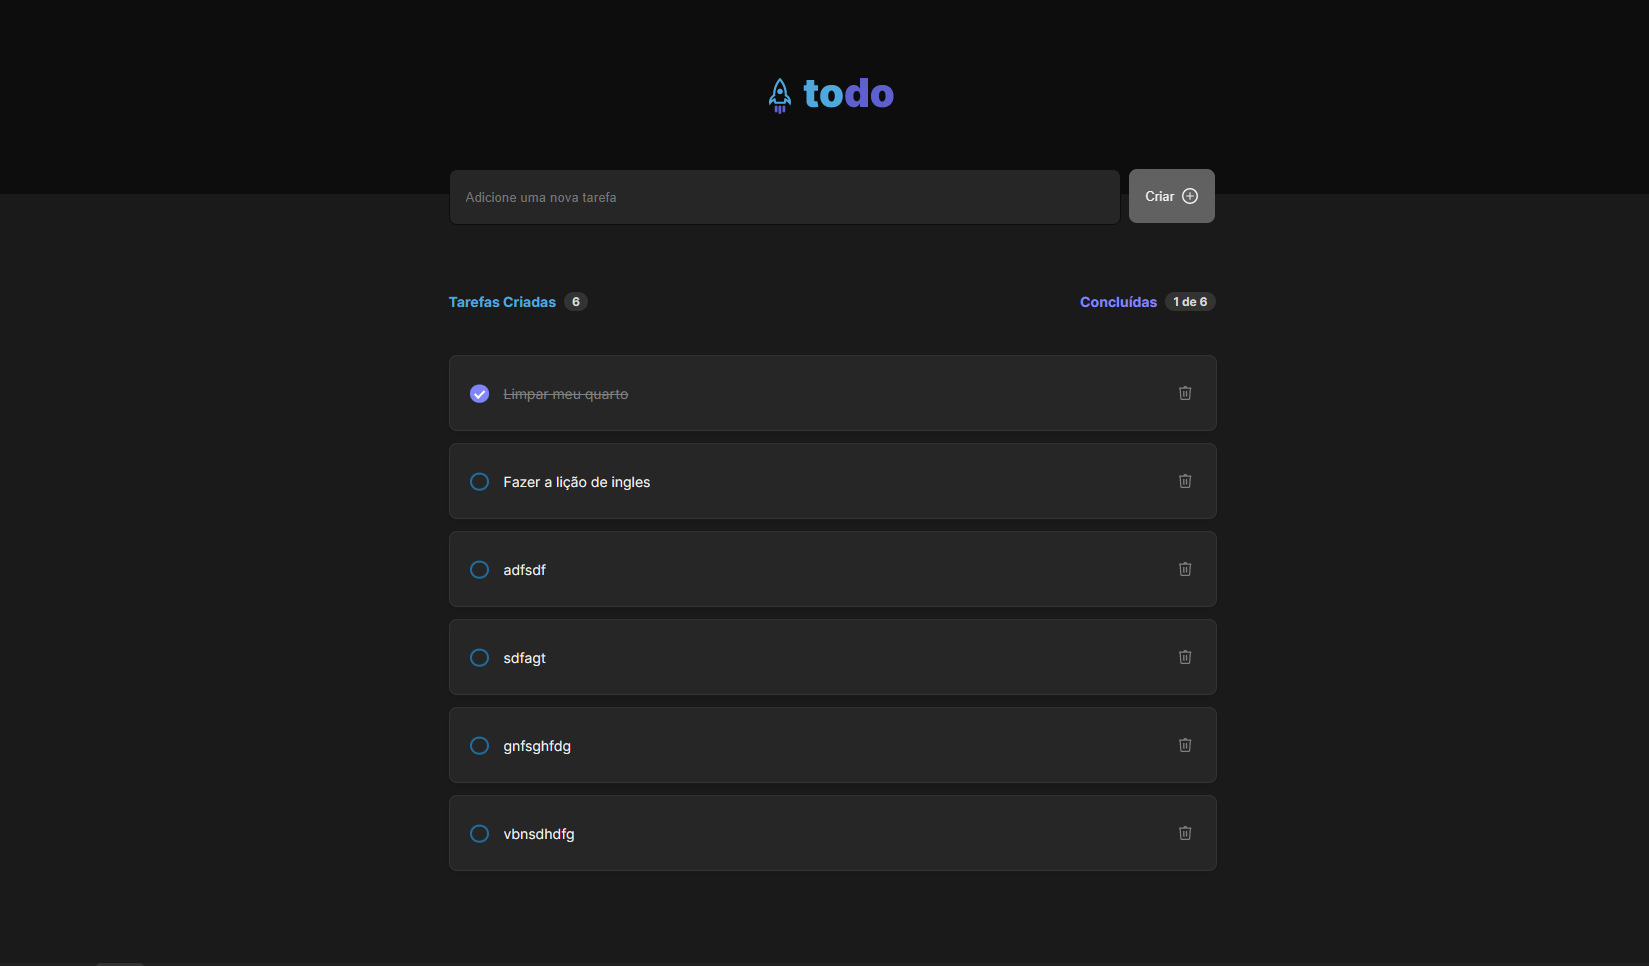 todo
Adicione uma nova tarefa
Criar
Tarefas Criadas 6
Concluídas 1 de 6
Limpar meu quarto
Fazer a lição de ingles
adfsdf
sdfagt
gnfsghfdg
vbnsdhdfg